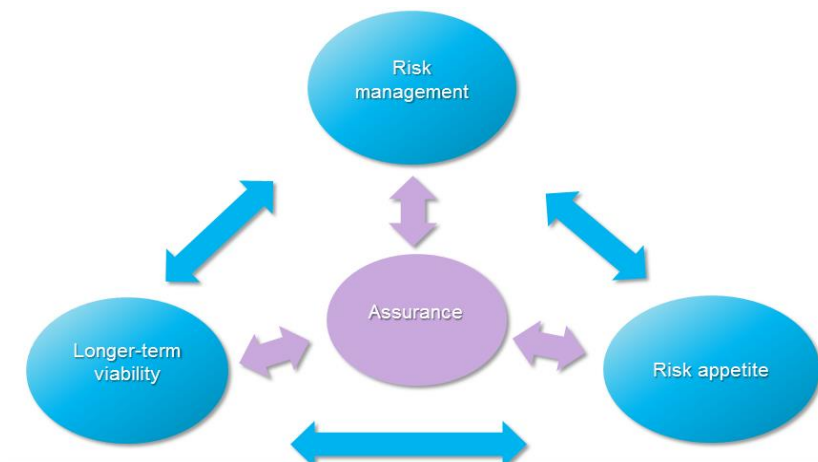 Risk
management
Assurance
Longer-term
viability
Risk appetite